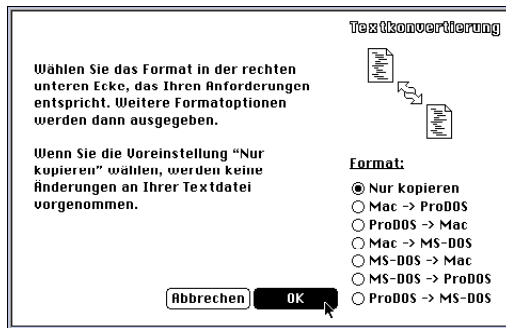 Textkonvertierung
Wählen Sie das Format in der rechten
unteren Ecke, das Ihren Anforderungen
entspricht. Weitere Formatoptionen
werden dann ausgegeben.
Wenn Sie die Voreinstellung “Nur
kopieren” wählen, werden keine
Änderungen an Ihrer Textdatei
vorgenommen.
Format:
Nur kopieren
Mac -> ProDOS
ProDOS -> Mac
Mac -> MS-DOS
MS-DOS -> Mac
MS-DOS -> ProDOS
ProDOS -> MS-DOS
Abbrechen
OK